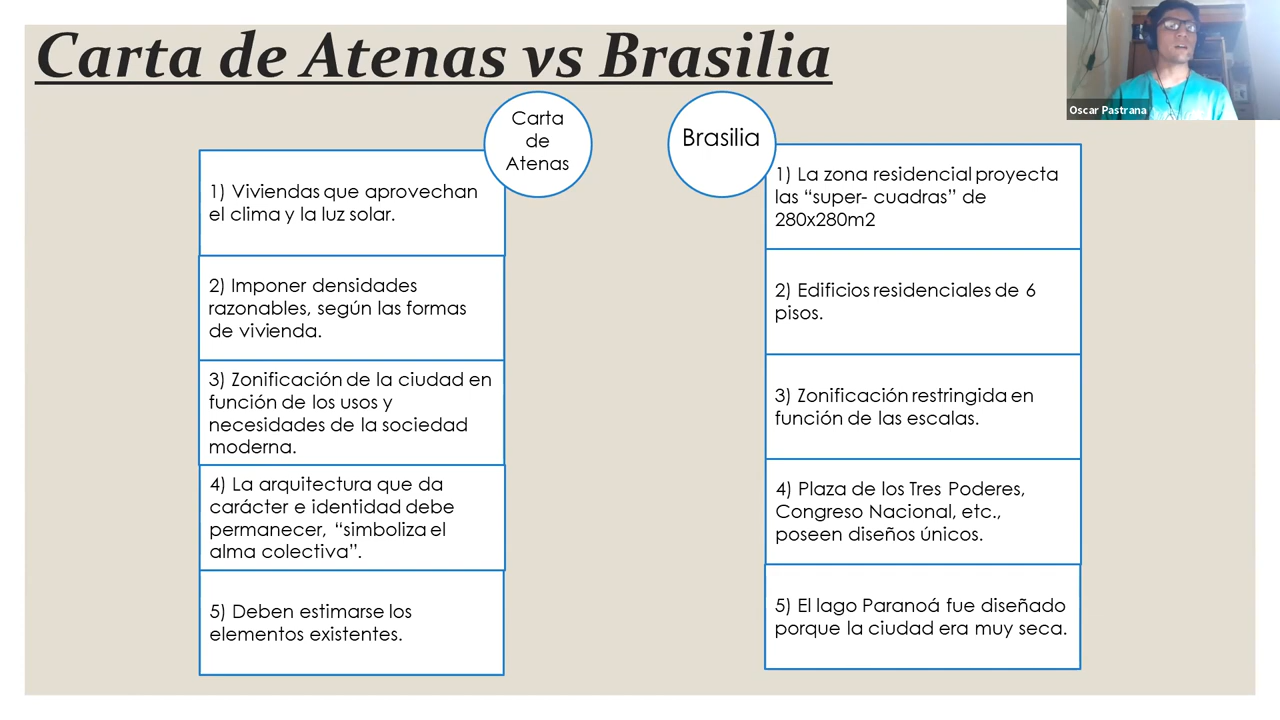 Carta de Atenas vs Brasilia
Oscar Pastrana
Carta
de
Atenas
1) Viviendas que aprovechan
el clima y la luz solar.
2) Imponer densidades
razonables, según las formas
de vivienda.
3) Zonificación de la ciudad en
función de los usos y
necesidades de la sociedad
moderna.
4) La arquitectura que da
carácter e identidad debe
permanecer, “simboliza el
alma colectiva”.
5) Deben estimarse los
elementos existentes.
Brasilia
1) La zona residencial proyecta
las “super- cuadras” de
280x280m2
2) Edificios residenciales de 6
pisos.
3) Zonificación restringida en
función de las escalas.
4) Plaza de los Tres Poderes,
Congreso Nacional, etc.,
poseen diseños únicos.
5) El lago Paranoá fue diseñado
porque la ciudad era muy seca.